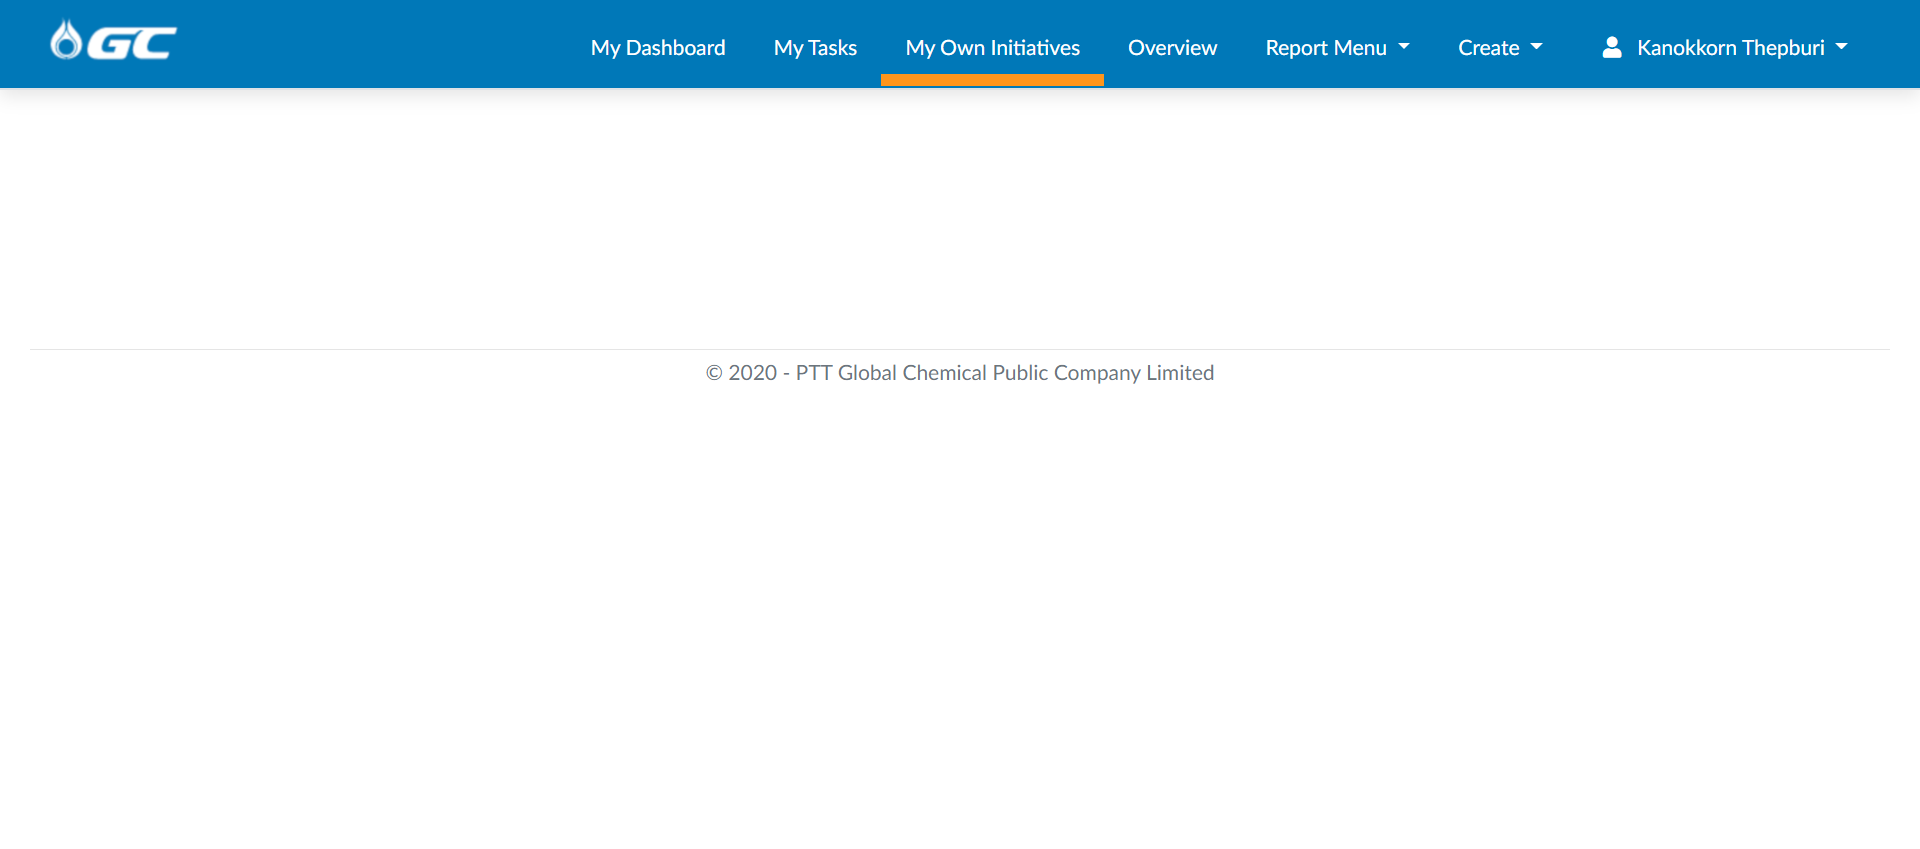 GC
My Dashboard My Tasks My Own Initiatives Overview Report Menu Create Kanokkorn Thepburi
© 2020 - PTT Global Chemical Public Company Limited